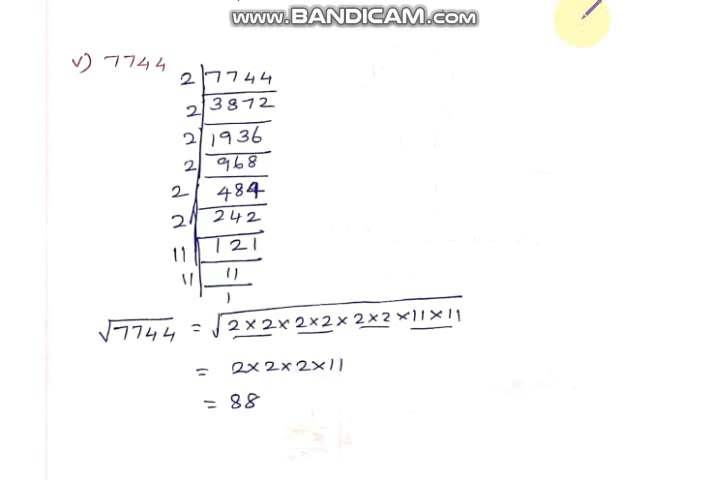 www.BANDICAM.com
v) 7744
2 | 7744
2 | 3872
2 | 1936
2 | 968
2 | 484
2 | 242
11 | 121
11 | 11
1
√7744 = √2×2×2×2×2×2×11×11
= 2×2×2×11
= 88